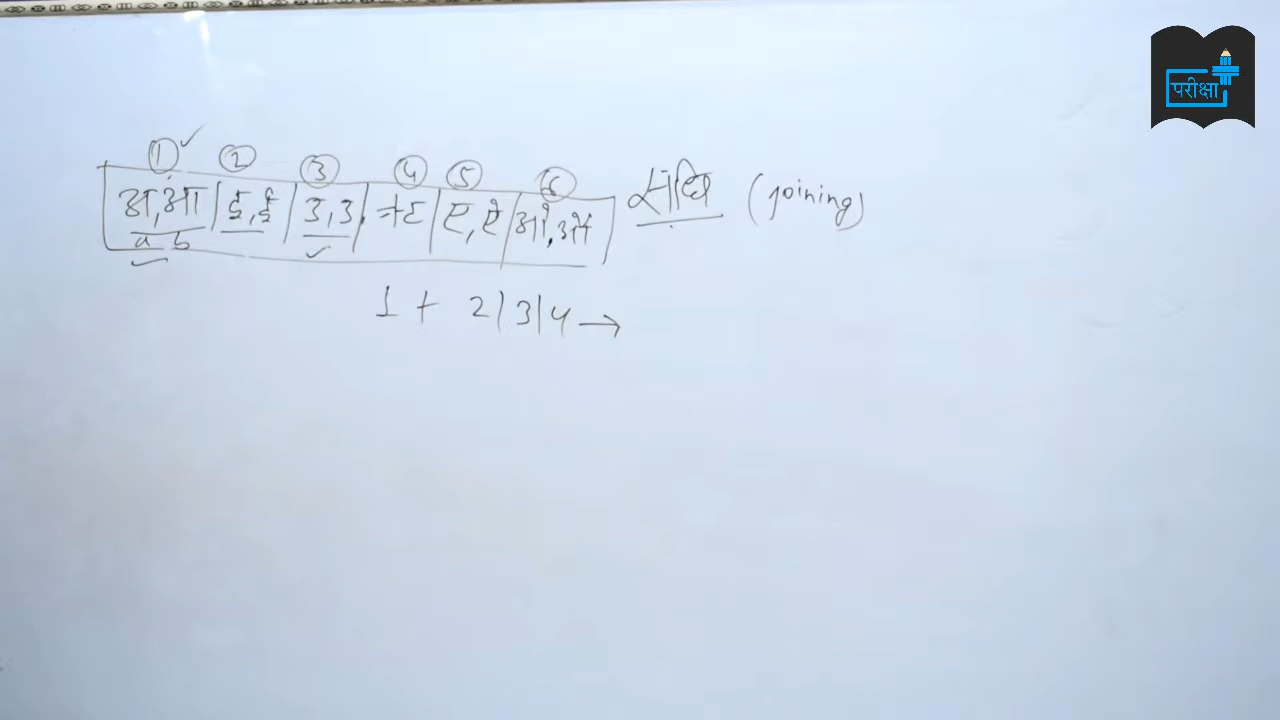 परीक्षा
① ② ③ ④ ⑤ ⑥
अ,आ | इ,ई | उ,उ | ऋ | ए,ऐ | ओ,औ संधि (joining)
a b
1 + 2|3|4 →